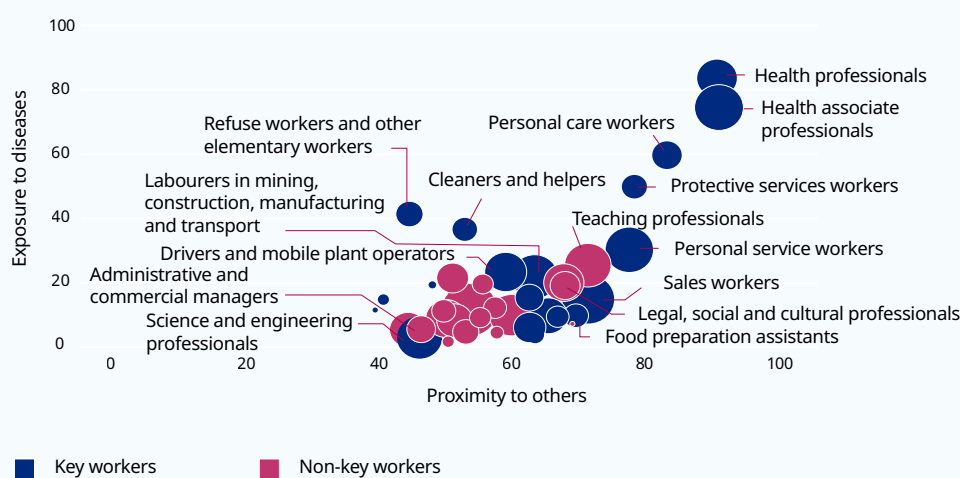 100
80
60
40
20
0
Exposure to diseases
Health professionals
Health associate
professionals
Refuse workers and other
elementary workers
Personal care workers
Labourers in mining,
construction, manufacturing
and transport
Cleaners and helpers
Protective services workers
Teaching professionals
Drivers and mobile plant operators
Personal service workers
Administrative and
commercial managers
Sales workers
Science and engineering
professionals
Legal, social and cultural professionals
Food preparation assistants
0
20
40
60
80
100
Proximity to others
Key workers
Non-key workers